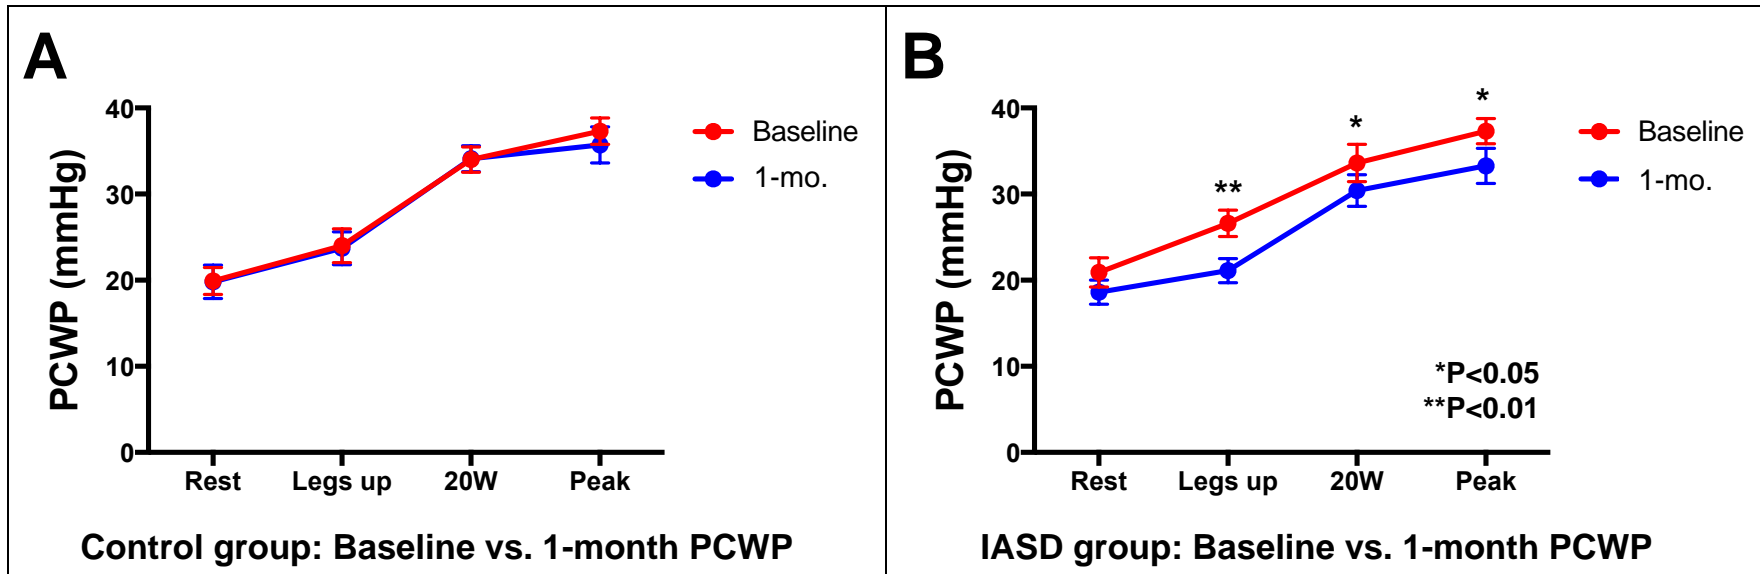 A
40
30
20
10
0
PCWP (mmHg)
Rest
Legs up
20W
Peak
Baseline
1-mo.
Control group: Baseline vs. 1-month PCWP
B
40
30
20
10
0
PCWP (mmHg)
**
*
*
Rest
Legs up
20W
Peak
Baseline
1-mo.
*P<0.05
**P<0.01
IASD group: Baseline vs. 1-month PCWP